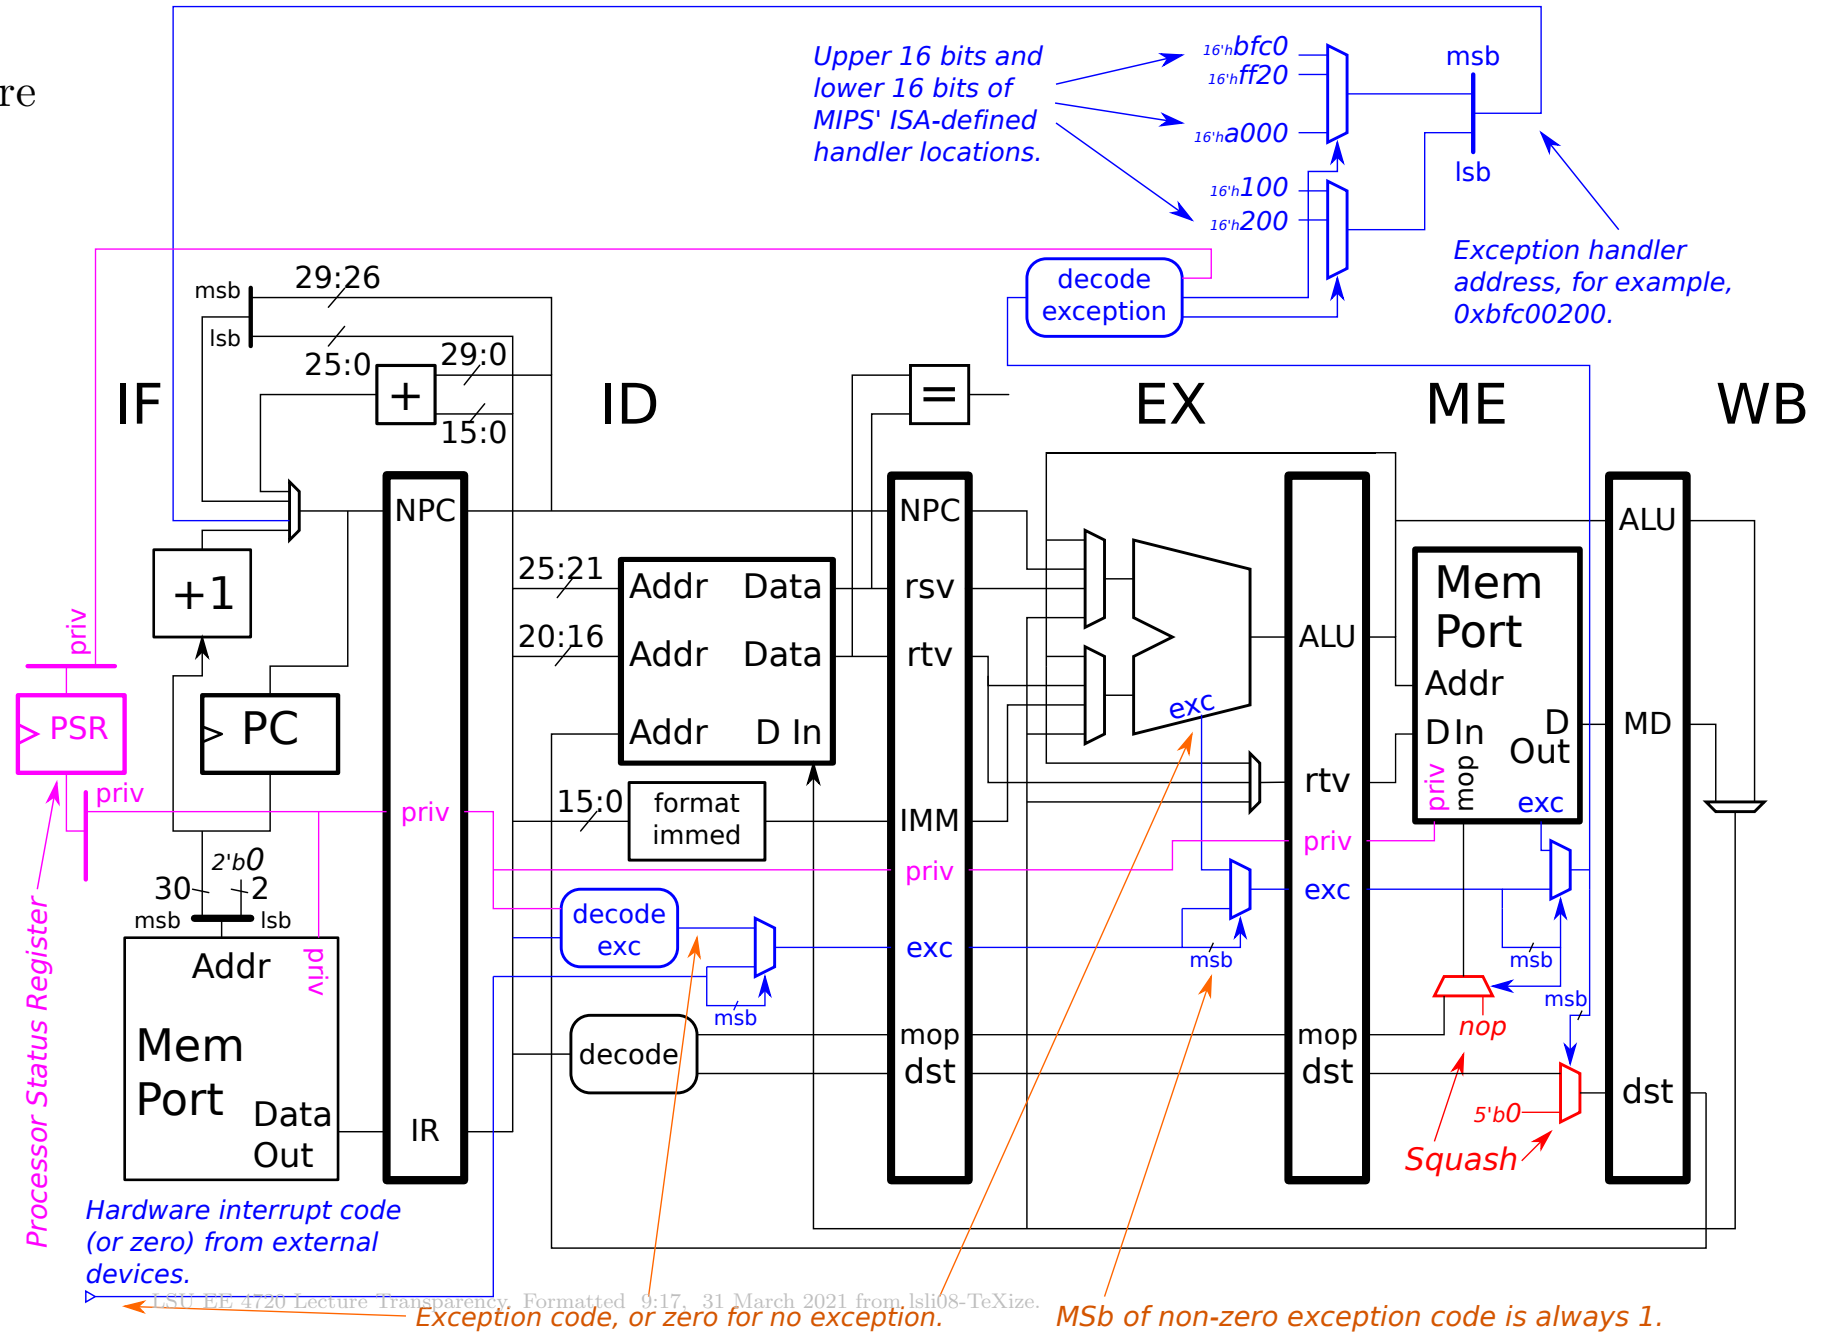 re
Upper 16 bits and
lower 16 bits of
MIPS' ISA-defined
handler locations.
16'hbfc0
16'hff20
16'ha000
16'h100
16'h200
msb
lsb
Exception handler
address, for example,
0xbfc00200.
decode
exception
msb
lsb
29:26
25:0
29:0
15:0
+
=
IF
ID
EX
ME
WB
NPC
NPC
+1
priv
PSR
PC
priv
priv
Processor Status Register
2'b0
30
2
msb
lsb
Addr
priv
Mem
Port
Data
Out
IR
25:21
20:16
15:0
Addr
Data
Addr
Data
Addr
D In
format
immed
decode
exc
msb
decode
rsv
rtv
IMM
priv
exc
mop
dst
exc
msb
ALU
rtv
priv
exc
mop
dst
Mem
Port
Addr
D In
D
Out
priv
mop
exc
msb
msb
nop
5'b0
Squash
ALU
MD
dst
Hardware interrupt code
(or zero) from external
devices.
LSU EE 4720 Lecture Transparency. Formatted 9:17, 31 March 2021 from lsli08-TeXize.
Exception code, or zero for no exception.
MSb of non-zero exception code is always 1.